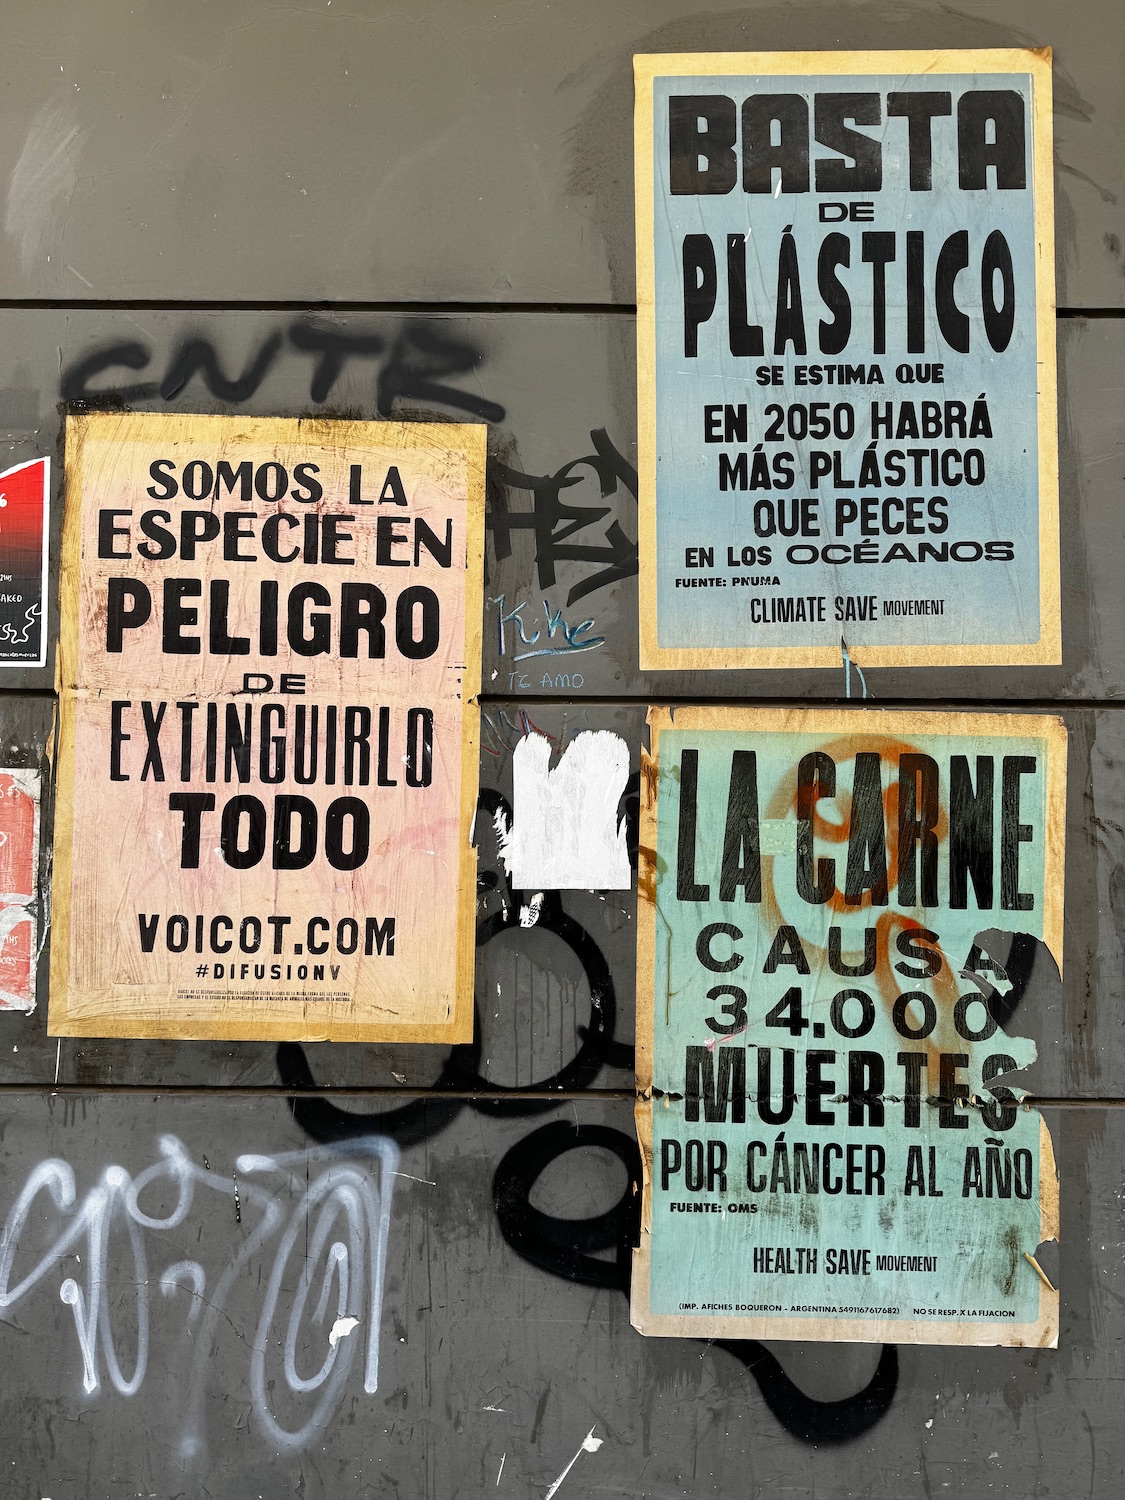 BASTA
DE
PLÁSTICO
SE ESTIMA QUE
EN 2050 HABRÁ
MÁS PLÁSTICO
QUE PECES
EN LOS OCÉANOS
FUENTE: PNUMA
CLIMATE SAVE MOVEMENT
CNTR
SOMOS LA
ESPECIE EN
PELIGRO
DE
EXTINGUIRLO
TODO
VOICOT.COM
#DIFUSIONV
Kike
TE AMO
LA CARNE
CAUSA
34.000
MUERTES
POR CÁNCER AL AÑO
FUENTE: OMS
HEALTH SAVE MOVEMENT
(IMP. AFICHES BOQUERON - ARGENTINA 5491167617682) NO SE RESP. X LA FIJACION